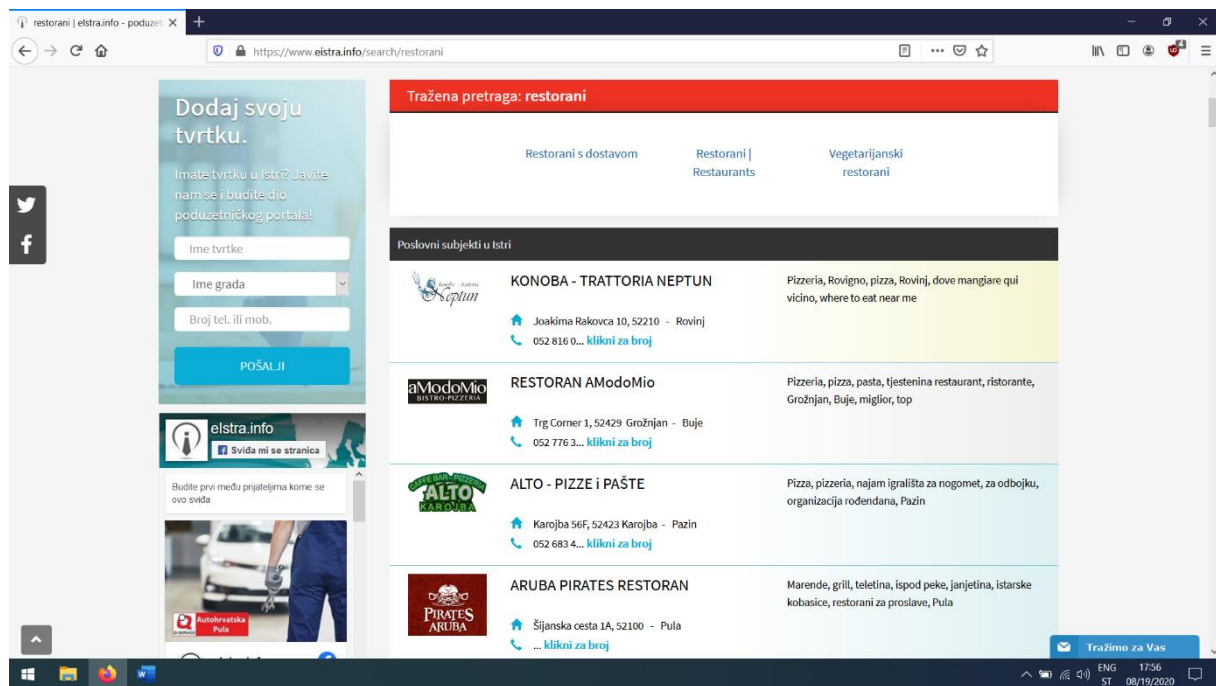 restorani | elstra.info - poduzet
https://www.eistra.info/search/restorani
Dodaj svoju
tvrtku.
Imate tvrtku u Istri? Javite
nam se i budite dio
poduzetničkog portala!
Ime tvrtke
Ime grada
Broj tel. ili mob.
POŠALJI
elstra.info
Sviđa mi se stranica
Budite prvi među prijateljima kome se
ovo sviđa
Autohrvatska
Pula
Tražena pretraga: restorani
Restorani s dostavom
Restorani |
Restaurants
Vegetarijanski
restorani
Poslovni subjekti u Istri
Neptun
KONOBA - TRATTORIA NEPTUN
Joakima Rakovca 10, 52210 - Rovinj
052 816 0... klikni za broj
Pizzeria, Rovigno, pizza, Rovinj, dove mangiare qui
vicino, where to eat near me
aModoMio
BISTRO-PIZZERIA
RESTORAN AModoMio
Trg Corner 1, 52429 Grožnjan - Buje
052 776 3... klikni za broj
Pizzeria, pizza, pasta, tjestenina restaurant, ristorante,
Grožnjan, Buje, miglior, top
CAFFE BAR - PIZZERIA
ALTO
KAROJBA
ALTO - PIZZE i PAŠTE
Karojba 56F, 52423 Karojba - Pazin
052 683 4... klikni za broj
Pizza, pizzeria, najam igrališta za nogomet, za odbojku,
organizacija rođendana, Pazin
PIRATES
ARUBA
ARUBA PIRATES RESTORAN
Šijanska cesta 1A, 52100 - Pula
... klikni za broj
Marende, grill, teletina, ispod peke, janjetina, istarske
kobasice, restorani za proslave, Pula
Tražimo za Vas
ENG
ST
17:56
08/19/2020